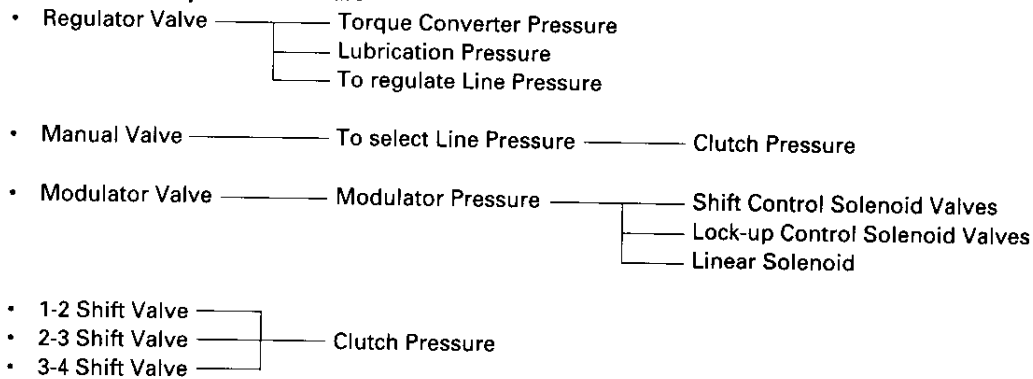 • Regulator Valve Torque Converter Pressure
Lubrication Pressure
To regulate Line Pressure
• Manual Valve To select Line Pressure Clutch Pressure
• Modulator Valve Modulator Pressure Shift Control Solenoid Valves
Lock-up Control Solenoid Valves
Linear Solenoid
• 1-2 Shift Valve
• 2-3 Shift Valve Clutch Pressure
• 3-4 Shift Valve